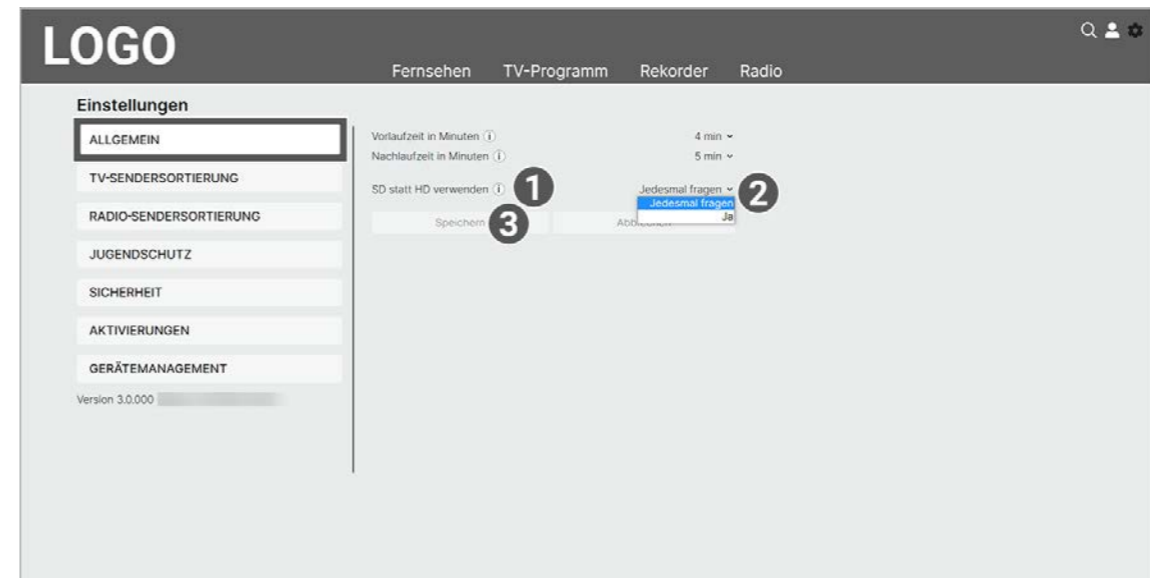 LOGO
Fernsehen TV-Programm Rekorder Radio
Einstellungen
ALLGEMEIN
TV-SENDERSORTIERUNG
RADIO-SENDERSORTIERUNG
JUGENDSCHUTZ
SICHERHEIT
AKTIVIERUNGEN
GERÄTEMANAGEMENT
Version 3.0.000
Vorlaufzeit in Minuten i 4 min
Nachlaufzeit in Minuten i 5 min
SD statt HD verwenden i 1 Jedesmal fragen 2
Jedesmal fragen
Ja
Speichern 3